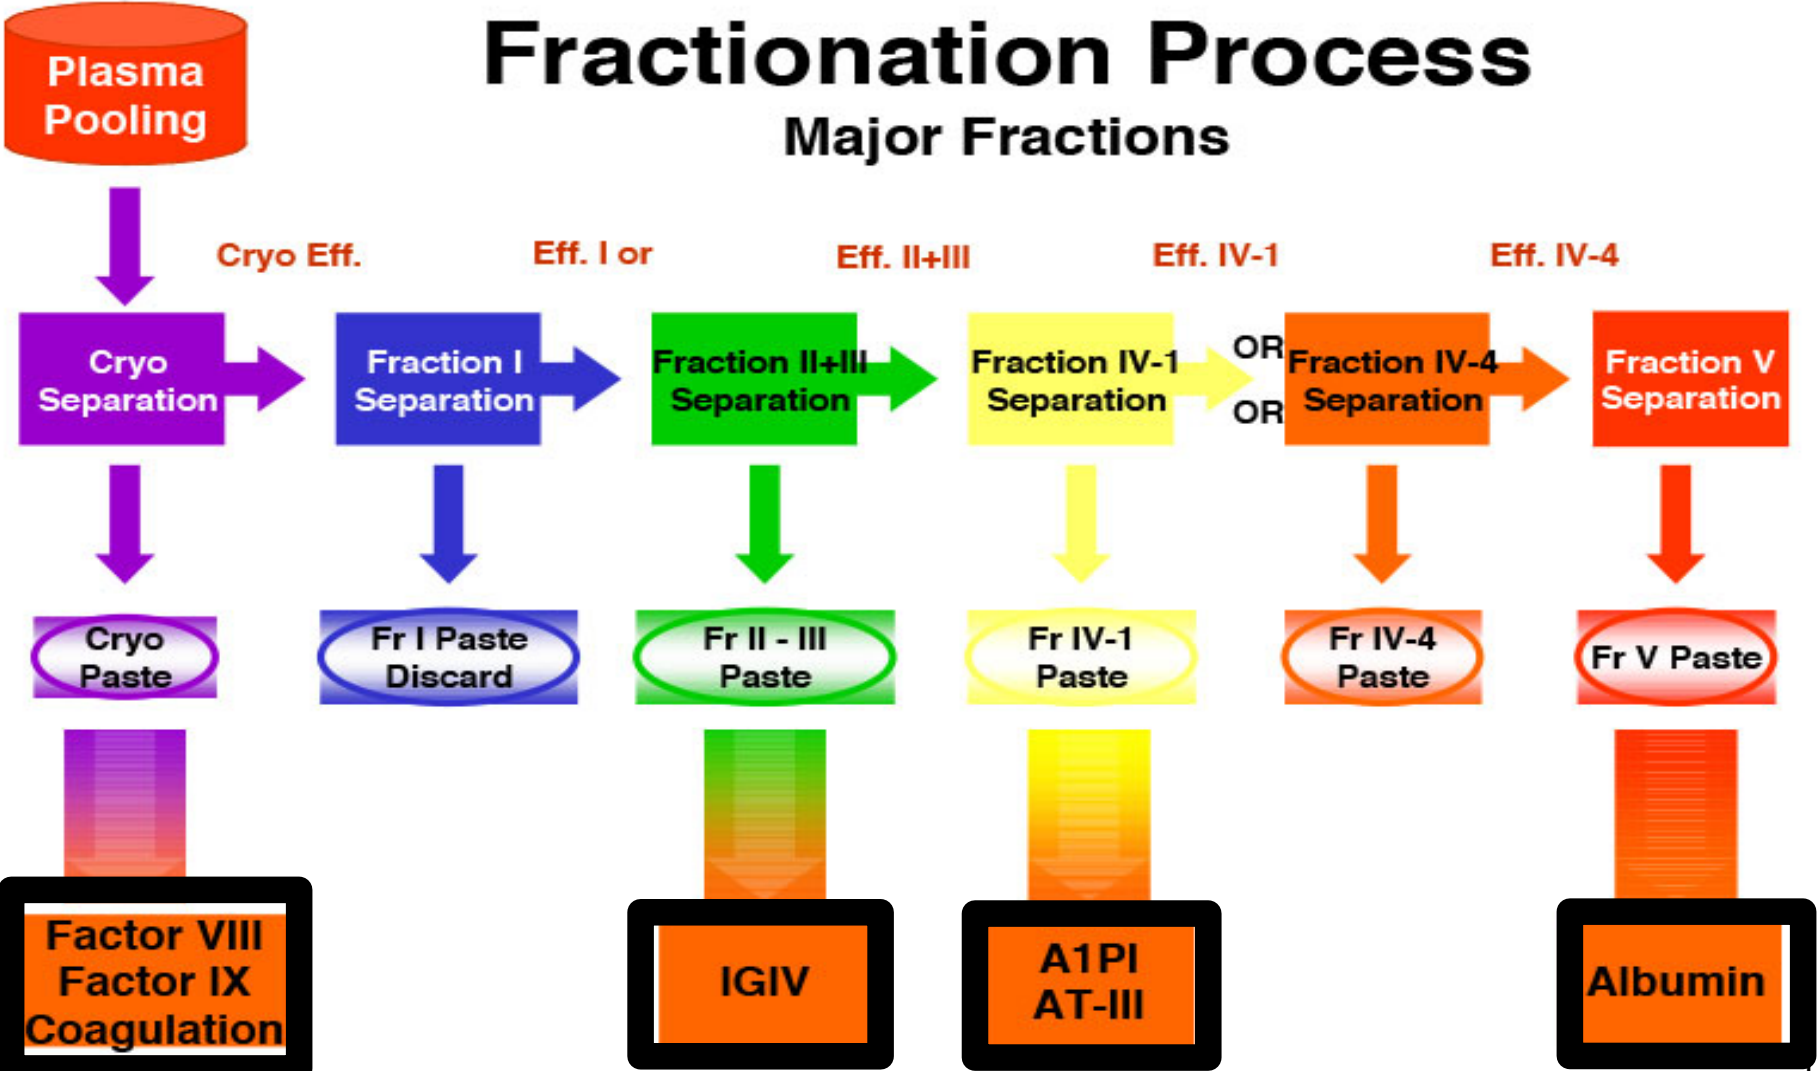 Fractionation Process
Major Fractions
Plasma
Pooling
Cryo Eff.
Eff. I or
Eff. II+III
Eff. IV-1
Eff. IV-4
Cryo
Separation
Fraction I
Separation
Fraction II+III
Separation
Fraction IV-1
Separation
OR
OR
Fraction IV-4
Separation
Fraction V
Separation
Cryo
Paste
Fr I Paste
Discard
Fr II - III
Paste
Fr IV-1
Paste
Fr IV-4
Paste
Fr V Paste
Factor VIII
Factor IX
Coagulation
IGIV
A1PI
AT-III
Albumin